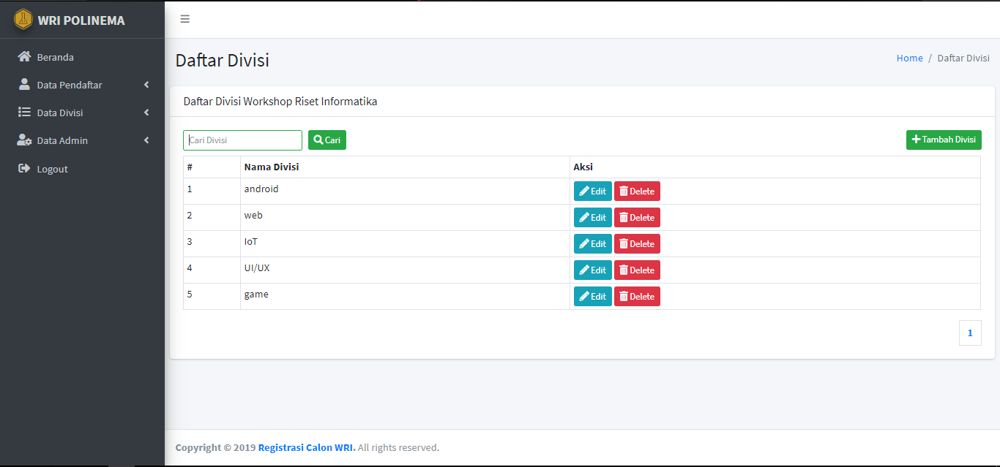 WRI POLINEMA
Beranda
Data Pendaftar
Data Divisi
Data Admin
Logout
Daftar Divisi
Home / Daftar Divisi
Daftar Divisi Workshop Riset Informatika
Cari Divisi Cari Tambah Divisi
# Nama Divisi Aksi
1 android Edit Delete
2 web Edit Delete
3 IoT Edit Delete
4 UI/UX Edit Delete
5 game Edit Delete
1
Copyright © 2019 Registrasi Calon WRI. All rights reserved.